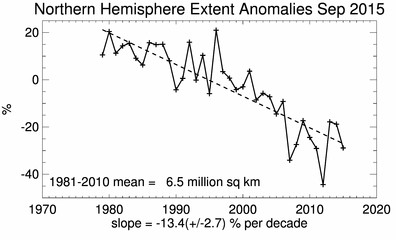 Northern Hemisphere Extent Anomalies Sep 2015
20
0
-20
-40
%
1981-2010 mean = 6.5 million sq km
1970 1980 1990 2000 2010 2020
slope = -13.4(+/-2.7) % per decade